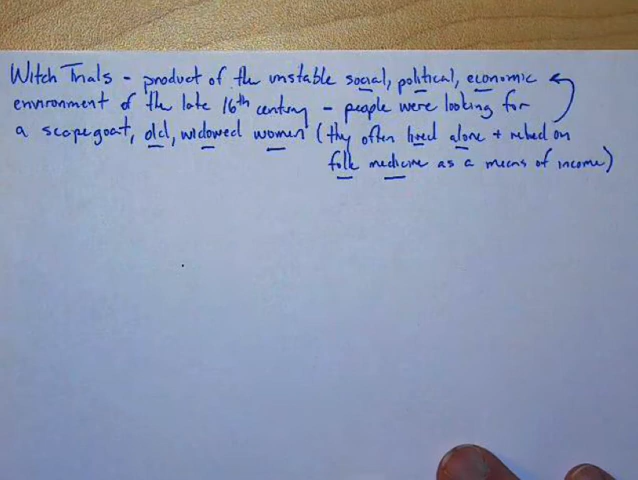 Witch Trials - product of the unstable social, political, economic
environment of the late 16th century - people were looking for
a scapegoat, old, widowed women (they often lived alone + relied on
folk medicine as a means of income)